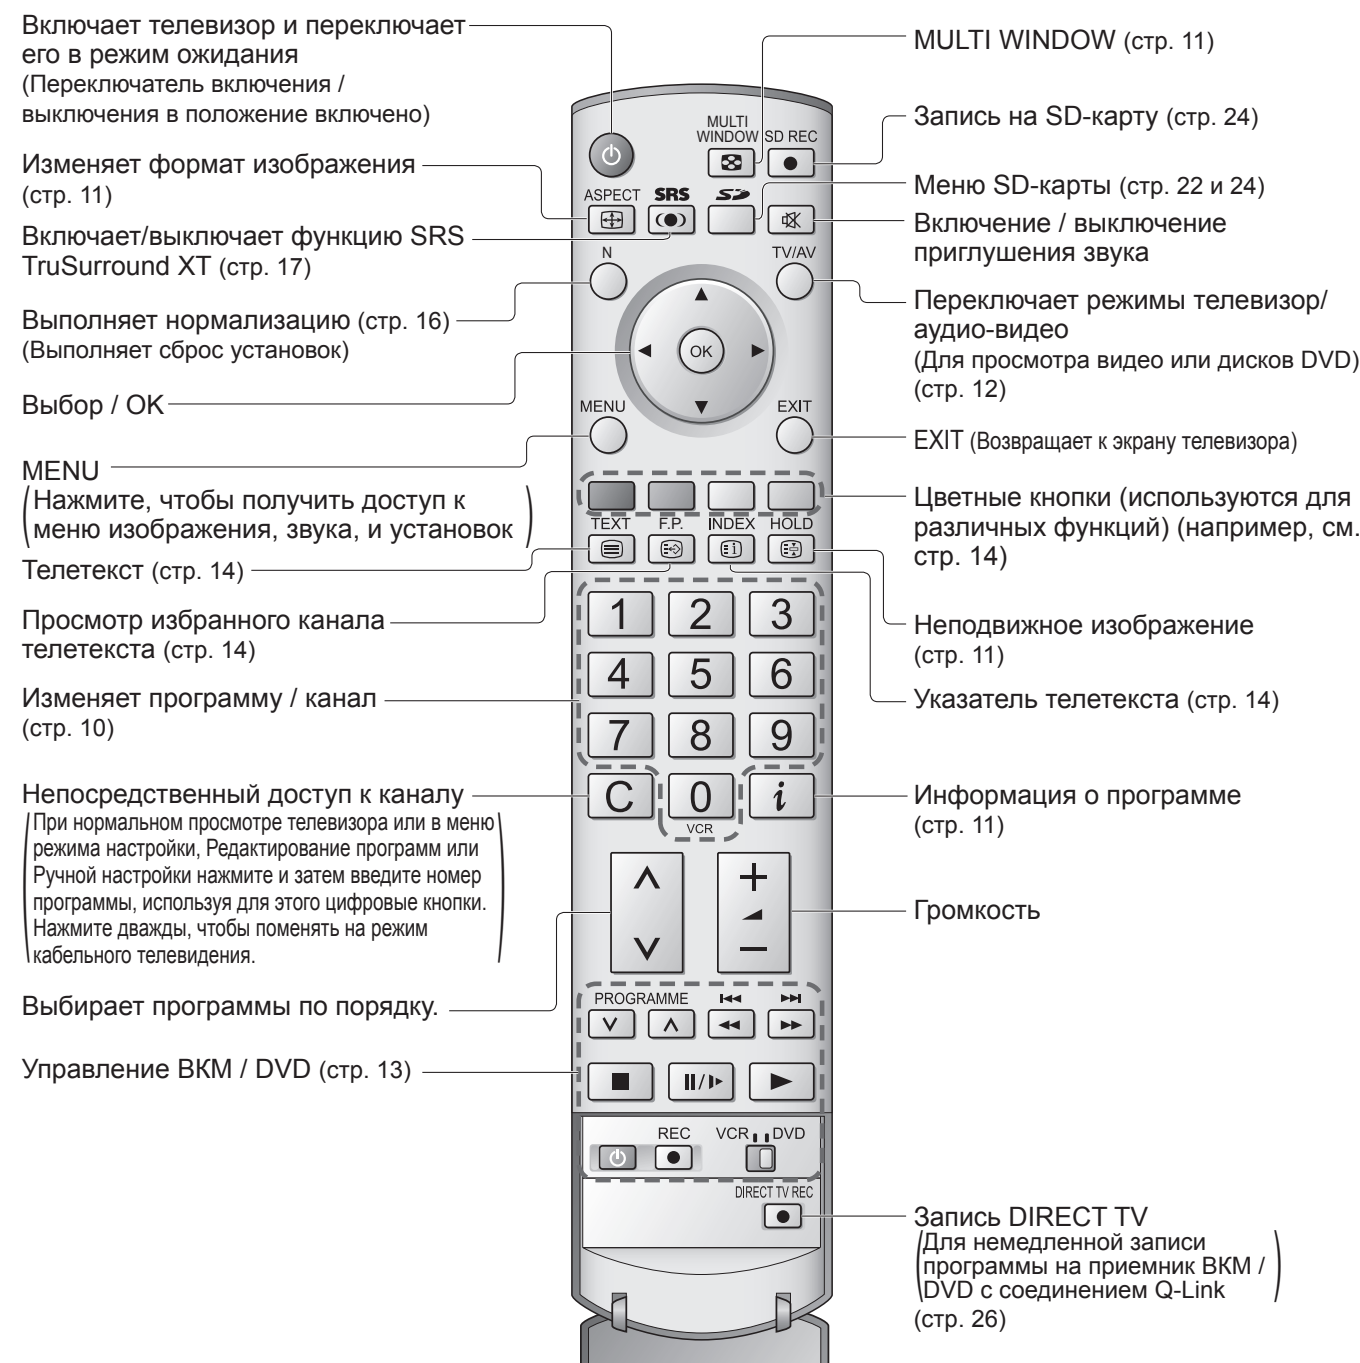 Включает телевизор и переключает
его в режим ожидания
(Переключатель включения /
выключения в положение включено)
Изменяет формат изображения
(стр. 11)
Включает/выключает функцию SRS
TruSurround XT (стр. 17)
Выполняет нормализацию (стр. 16)
(Выполняет сброс установок)
Выбор / OK
MENU
(Нажмите, чтобы получить доступ к
меню изображения, звука, и установок)
Телетекст (стр. 14)
Просмотр избранного канала
телетекста (стр. 14)
Изменяет программу / канал
(стр. 10)
Непосредственный доступ к каналу
(При нормальном просмотре телевизора или в меню
режима настройки, Редактирование программ или
Ручной настройки нажмите и затем введите номер
программы, используя для этого цифровые кнопки.
Нажмите дважды, чтобы поменять на режим
кабельного телевидения.)
Выбирает программы по порядку.
Управление ВКМ / DVD (стр. 13)
MULTI
WINDOW
SD REC
ASPECT
SRS
SD
N
TV/AV
OK
MENU
EXIT
TEXT
F.P.
INDEX
HOLD
1
2
3
4
5
6
7
8
9
C
0
i
VCR
PROGRAMME
REC
VCR
DVD
DIRECT TV REC
MULTI WINDOW (стр. 11)
Запись на SD-карту (стр. 24)
Меню SD-карты (стр. 22 и 24)
Включение / выключение
приглушения звука
Переключает режимы телевизор/
аудио-видео
(Для просмотра видео или дисков DVD)
(стр. 12)
EXIT (Возвращает к экрану телевизора)
Цветные кнопки (используются для
различных функций) (например, см.
стр. 14)
Неподвижное изображение
(стр. 11)
Указатель телетекста (стр. 14)
Информация о программе
(стр. 11)
Громкость
Запись DIRECT TV
(Для немедленной записи
программы на приемник ВКМ /
DVD с соединением Q-Link)
(стр. 26)